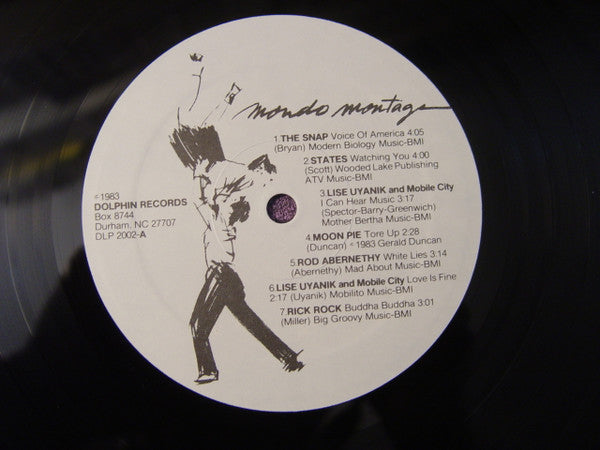 mondo montage
1 THE SNAP Voice Of America 4:05
(Bryan) Modern Biology Music-BMI
2 STATES Watching You 4:00
(Scott) Wooded Lake Publishing
ATV Music-BMI
3 LISE UYANIK and Mobile City
I Can Hear Music 3:17
(Spector-Barry-Greenwich)
Mother Bertha Music-BMI
4 MOON PIE Tore Up 2:28
(Duncan) © 1983 Gerald Duncan
5 ROD ABERNETHY White Lies 3:14
(Abernethy) Mad About Music-BMI
6 LISE UYANIK and Mobile City Love Is Fine
2:17 (Uyanik) Mobilito Music-BMI
7 RICK ROCK Buddha Buddha 3:01
(Miller) Big Groovy Music-BMI
© 1983
DOLPHIN RECORDS
Box 8744
Durham, NC 27707
DLP 2002-A